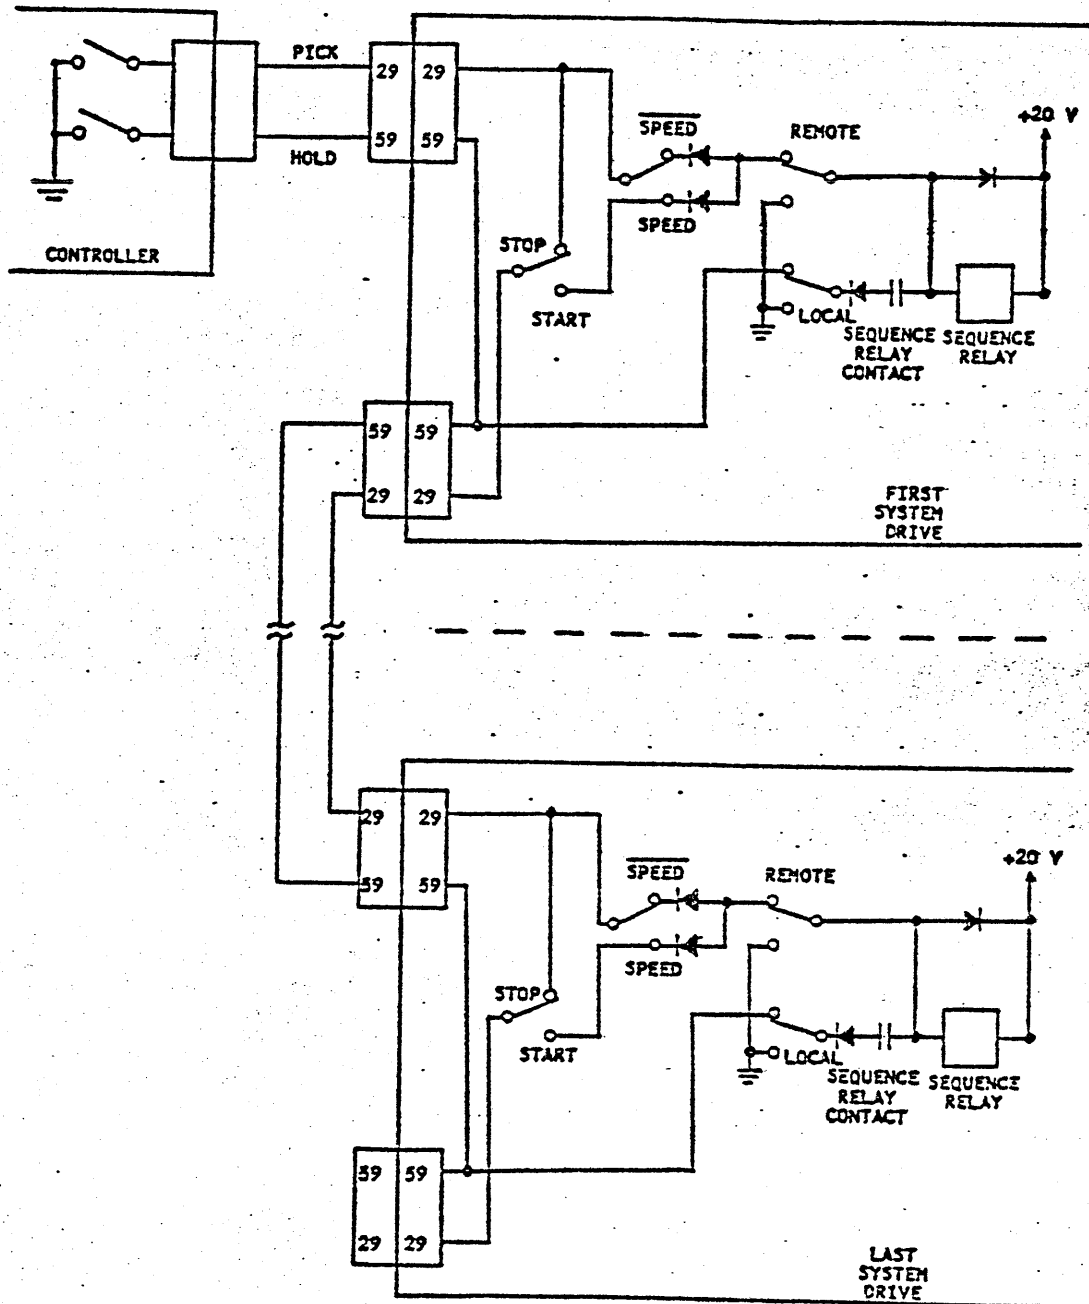 PICK
29 29
59 59
HOLD
CONTROLLER
SPEED
SPEED
REMOTE
+20 V
STOP
START
LOCAL
SEQUENCE
RELAY
CONTACT
SEQUENCE
RELAY
59 59
29 29
FIRST
SYSTEM
DRIVE
29 29
59 59
SPEED
SPEED
REMOTE
+20 V
STOP
START
LOCAL
SEQUENCE
RELAY
CONTACT
SEQUENCE
RELAY
59 59
29 29
LAST
SYSTEM
DRIVE